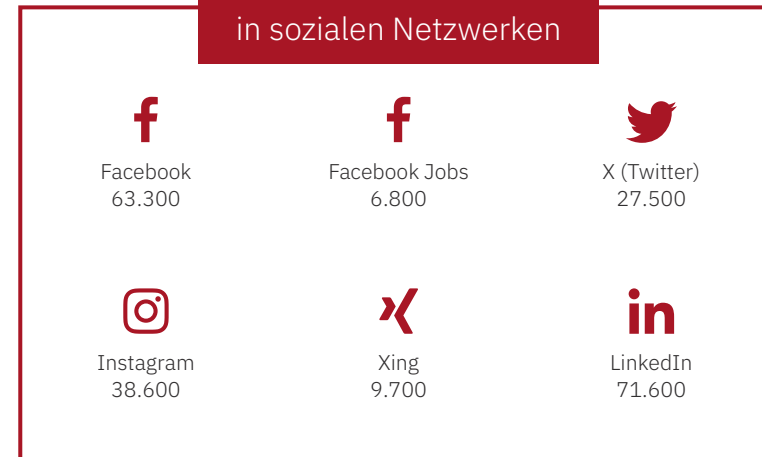 in sozialen Netzwerken
Facebook
63.300
Facebook Jobs
6.800
X (Twitter)
27.500
Instagram
38.600
Xing
9.700
LinkedIn
71.600